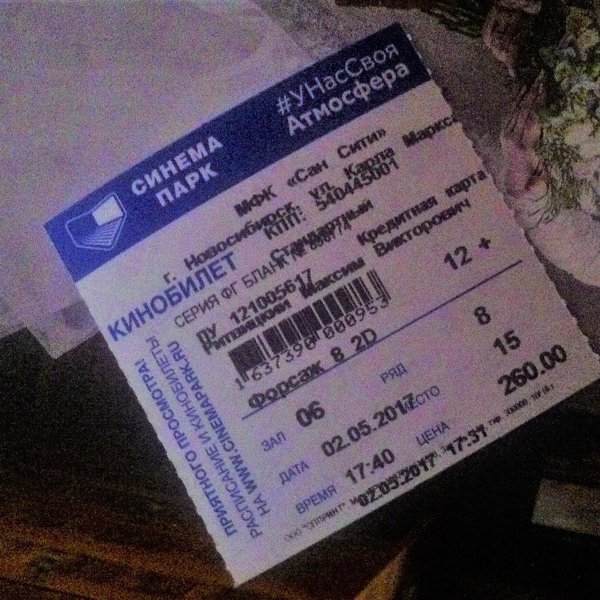 СИНЕМА
ПАРК
#УНасСвоя
Атмосфера
МФК «Сан Сити»
г. Новосибирск, ул. Карла Маркса
КПП: 540445001
КИНОБИЛЕТ
Стандартный
СЕРИЯ ФГ БЛАНК №
Кредитная карта
ДУ 121005617
Максим Викторович
1 637390 000953
12 +
Форсаж 8 2D
ЗАЛ 06 РЯД 8
ДАТА 02.05.2017 МЕСТО 15
ВРЕМЯ 17:40 ЦЕНА 260.00
02.05.2017 17:31
ПРИЯТНОГО ПРОСМОТРА!
РАСПИСАНИЕ И КИНОБИЛЕТЫ
НА WWW.CINEMAPARK.RU